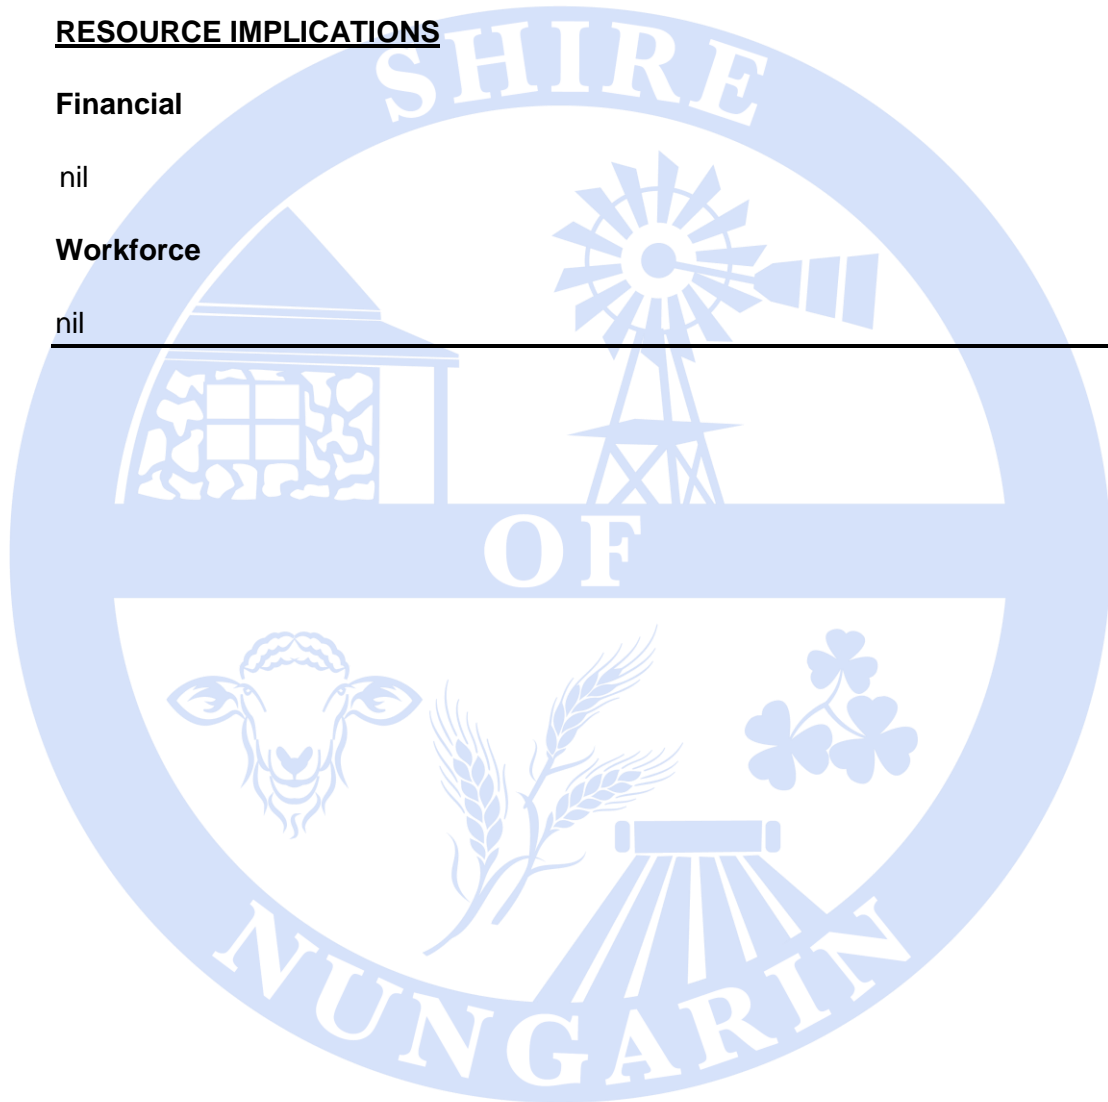 RESOURCE IMPLICATIONS
SHIRE
Financial
nil
Workforce
nil
OF
NUNGARIN